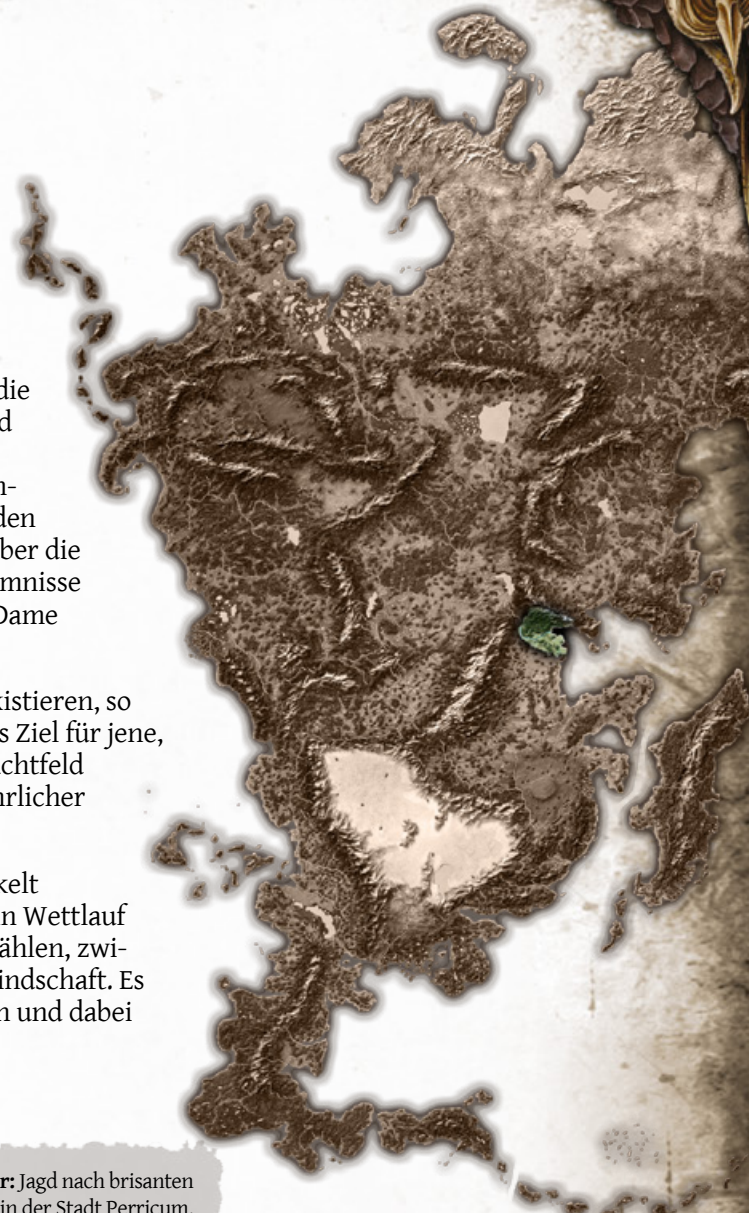 die
d
n-
den
ber die
mnisse
Dame
xistieren, so
s Ziel für jene,
chtfeld
hrlicher
kelt
n Wettlauf
ählen, zwi-
indschaft. Es
n und dabei
r: Jagd nach brisanten
in der Stadt Perricum.